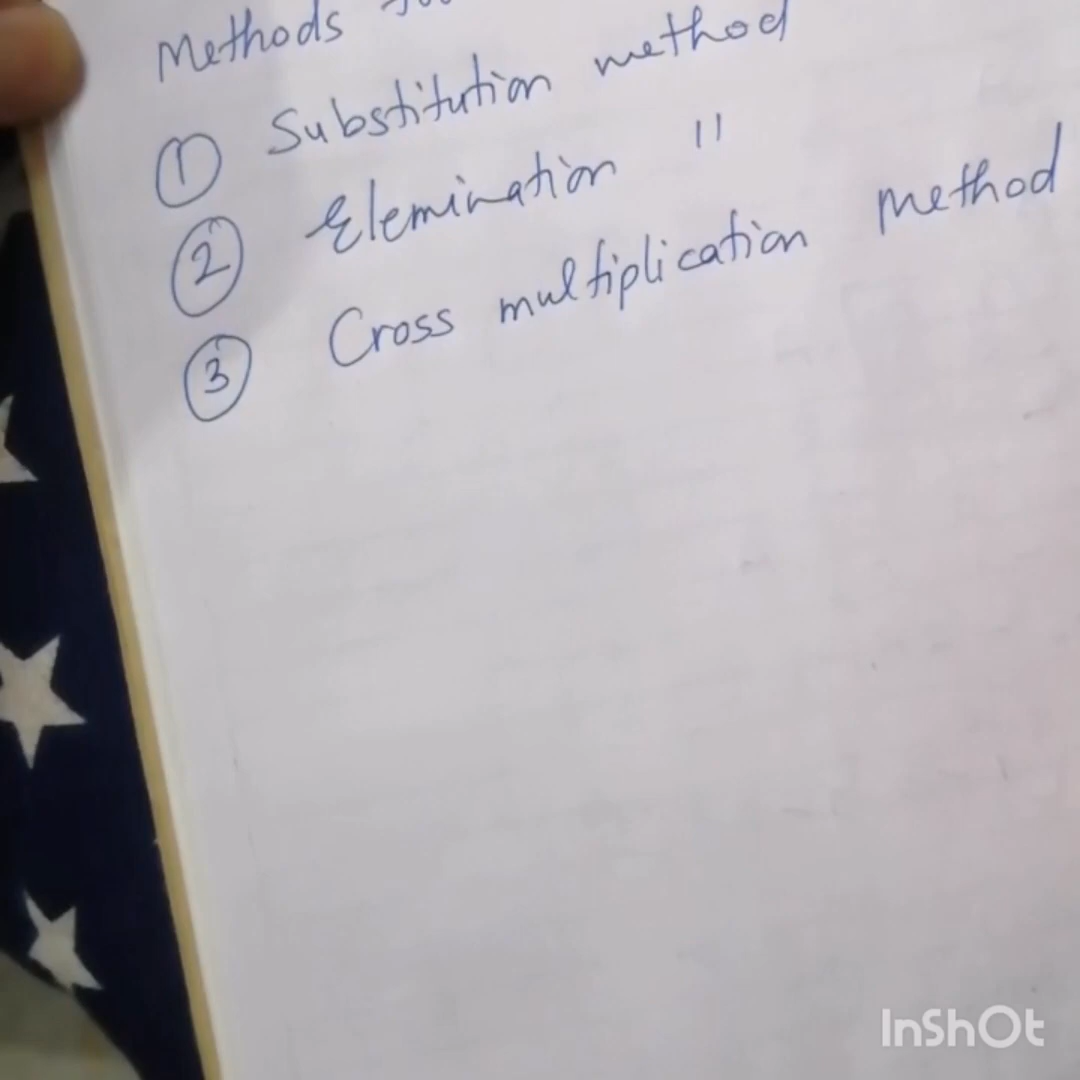 Methods
① Substitution method
② Elemination "
③ Cross multiplication Method
InShOt